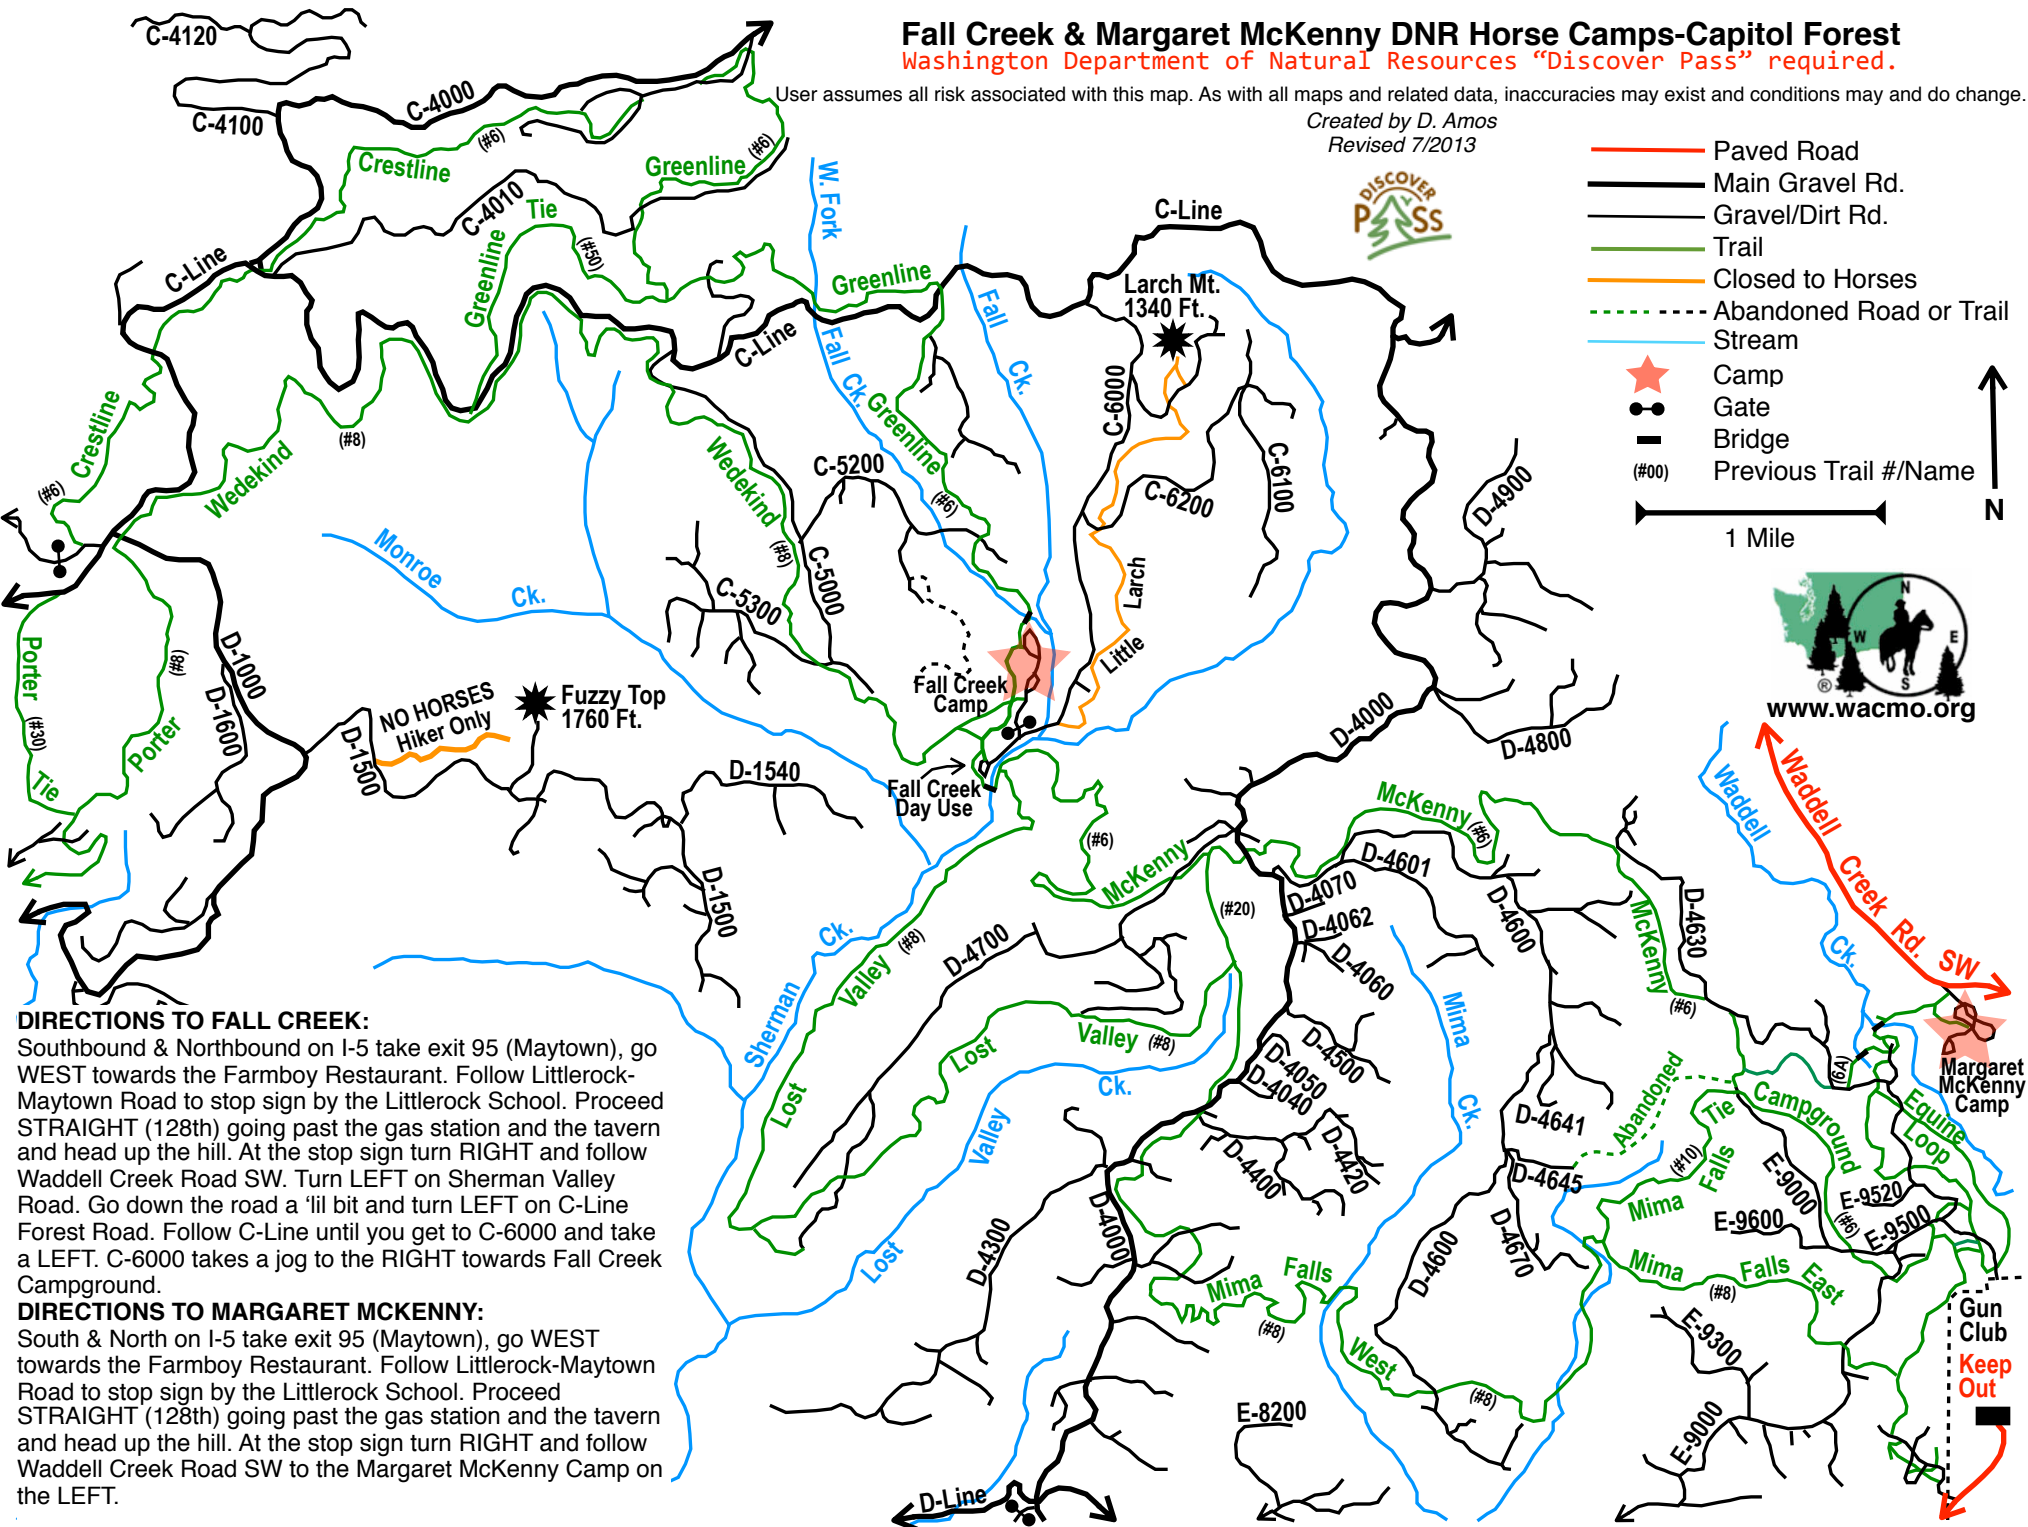 Fall Creek & Margaret McKenny DNR Horse Camps-Capitol Forest
Washington Department of Natural Resources “Discover Pass” required.
User assumes all risk associated with this map. As with all maps and related data, inaccuracies may exist and conditions may and do change.
Created by D. Amos
Revised 7/2013
DISCOVER
PASS
Paved Road
Main Gravel Rd.
Gravel/Dirt Rd.
Trail
Closed to Horses
Abandoned Road or Trail
Stream
Camp
Gate
Bridge
(#00) Previous Trail #/Name
1 Mile
N
N
W E
S
®
www.wacmo.org
C-4120
C-4100
C-4000
Crestline
(#6)
Greenline
(#6)
C-4010
Tie
Greenline
(#50)
C-Line
W. Fork
Fall Ck.
Greenline
C-Line
Fall Ck.
C-Line
Larch Mt.
1340 Ft.
Crestline
(#6)
Wedekind
(#8)
Wedekind
(#8)
Greenline
(#6)
C-5200
C-5000
C-5300
C-6000
C-6200
C-6100
Larch
Little
D-4900
D-4800
D-4000
Monroe Ck.
Porter
(#30)
Tie
(#8)
Porter
D-1000
D-1600
NO HORSES
Hiker Only
D-1500
Fuzzy Top
1760 Ft.
D-1540
D-1500
Fall Creek
Camp
Fall Creek
Day Use
(#6)
McKenny
(#20)
McKenny
(#6)
D-4601
D-4070
D-4062
D-4060
D-4600
McKenny
(#6)
D-4630
Waddell Ck.
Waddell Creek Rd. SW
Margaret
McKenny
Camp
Sherman Ck.
Valley
(#8)
Lost
D-4700
Lost Valley
(#8)
Lost Valley Ck.
D-4500
D-4050
D-4040
D-4400
D-4420
D-4300
D-4000
Mima Ck.
D-4641
D-4645
D-4670
D-4600
Abandoned
(6A)
Campground
(#6)
Equine
Loop
Tie
Falls
Mima
(#10)
E-9000
E-9520
E-9500
E-9600
Mima Falls East
(#8)
Mima Falls
(#8)
West
(#8)
E-8200
E-9300
E-9000
Gun
Club
Keep
Out
D-Line
DIRECTIONS TO FALL CREEK:
Southbound & Northbound on I-5 take exit 95 (Maytown), go
WEST towards the Farmboy Restaurant. Follow Littlerock-
Maytown Road to stop sign by the Littlerock School. Proceed
STRAIGHT (128th) going past the gas station and the tavern
and head up the hill. At the stop sign turn RIGHT and follow
Waddell Creek Road SW. Turn LEFT on Sherman Valley
Road. Go down the road a ‘lil bit and turn LEFT on C-Line
Forest Road. Follow C-Line until you get to C-6000 and take
a LEFT. C-6000 takes a jog to the RIGHT towards Fall Creek
Campground.
DIRECTIONS TO MARGARET MCKENNY:
South & North on I-5 take exit 95 (Maytown), go WEST
towards the Farmboy Restaurant. Follow Littlerock-Maytown
Road to stop sign by the Littlerock School. Proceed
STRAIGHT (128th) going past the gas station and the tavern
and head up the hill. At the stop sign turn RIGHT and follow
Waddell Creek Road SW to the Margaret McKenny Camp on
the LEFT.